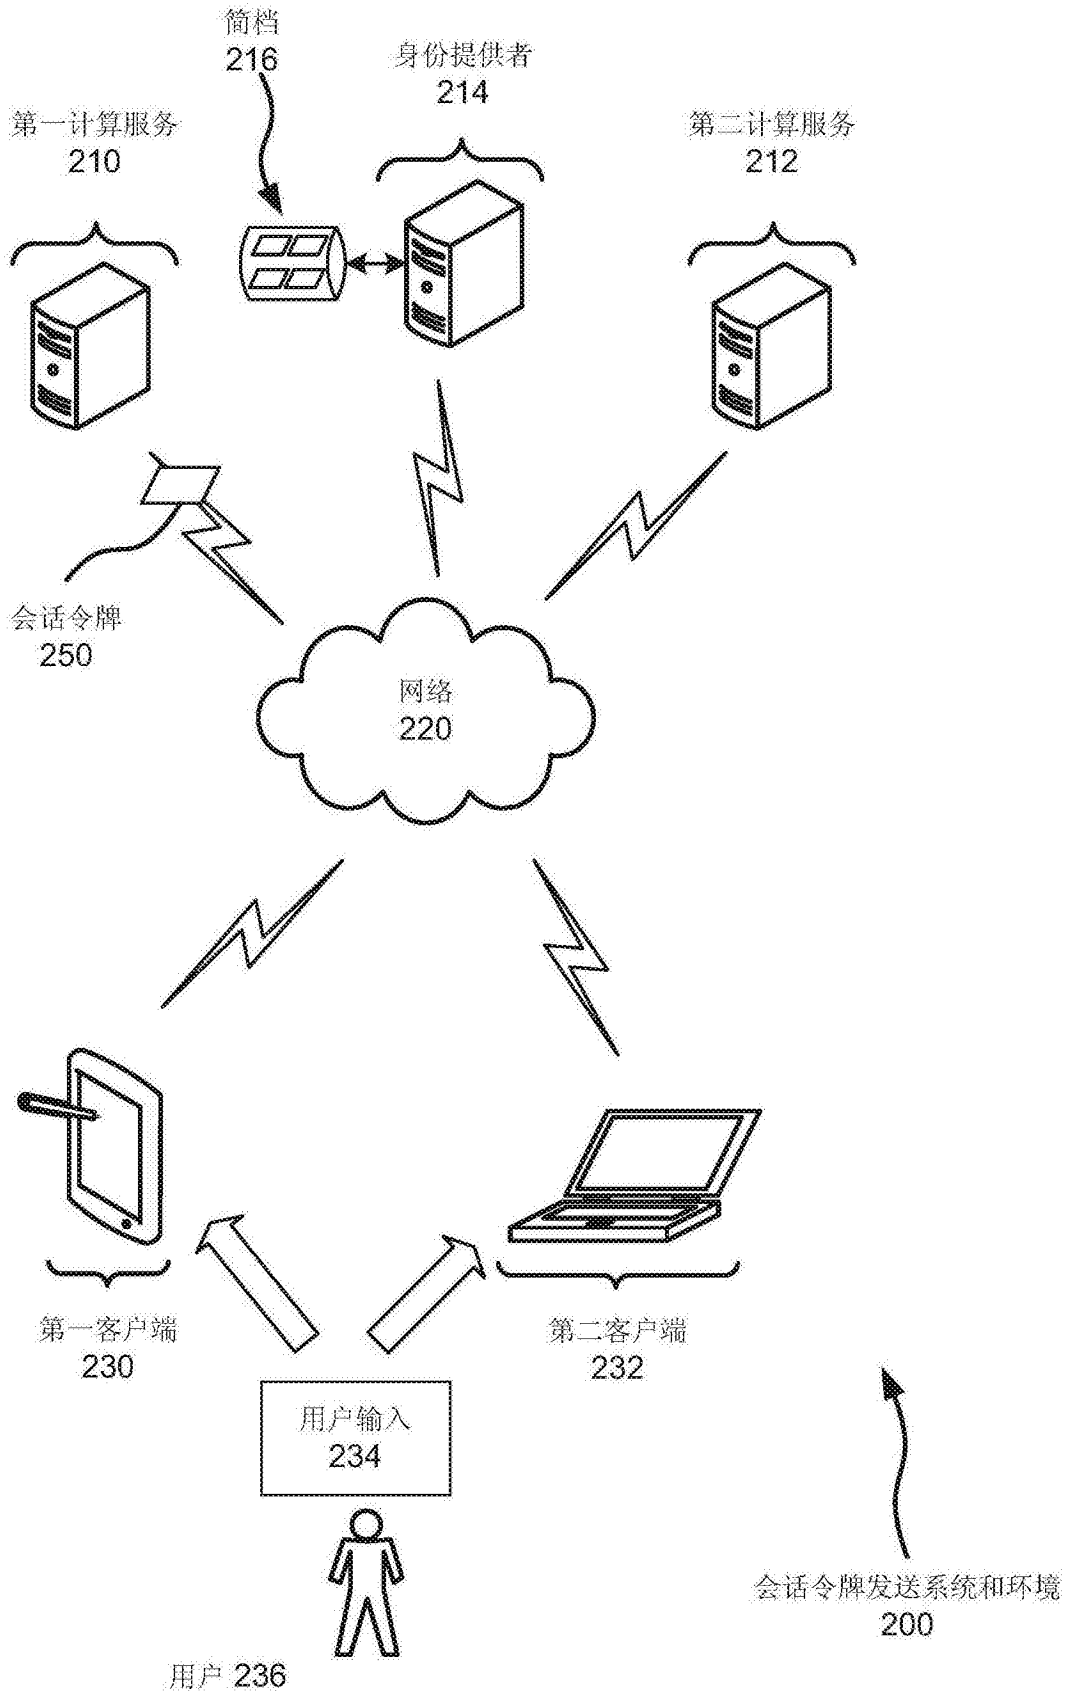 简档
216
身份提供者
214
第一计算服务
210
第二计算服务
212
会话令牌
250
网络
220
第一客户端
230
第二客户端
232
用户输入
234
会话令牌发送系统和环境
200
用户 236